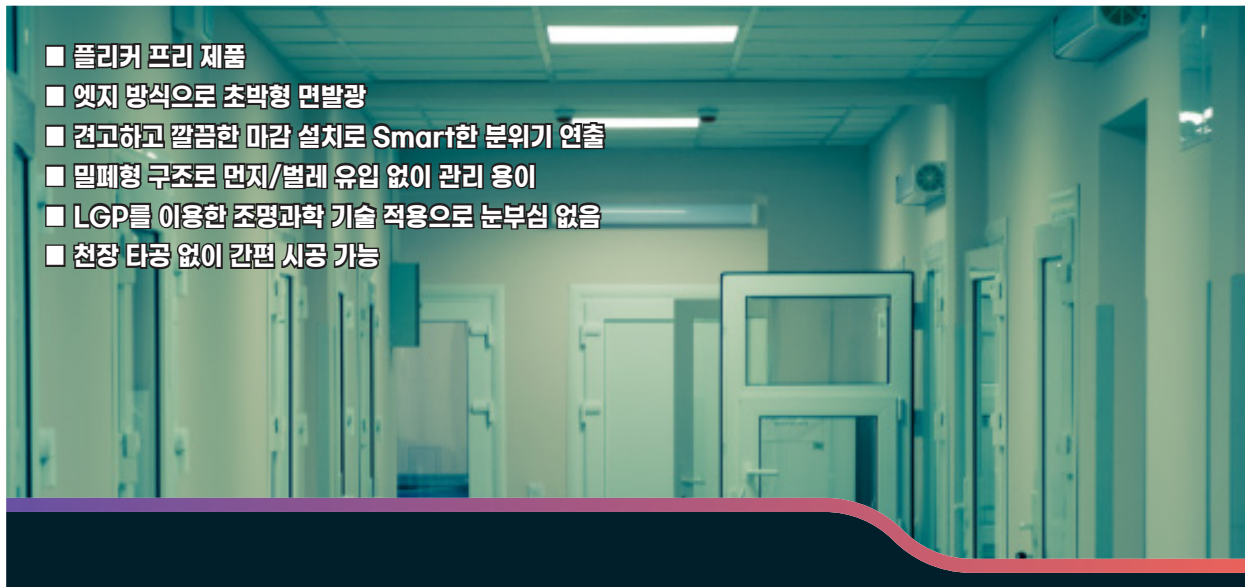 ■ 플리커 프리 제품
■ 엣지 방식으로 초박형 면발광
■ 견고하고 깔끔한 마감 설치로 Smart한 분위기 연출
■ 밀폐형 구조로 먼지/벌레 유입 없이 관리 용이
■ LGP를 이용한 조명과학 기술 적용으로 눈부심 없음
■ 천장 타공 없이 간편 시공 가능